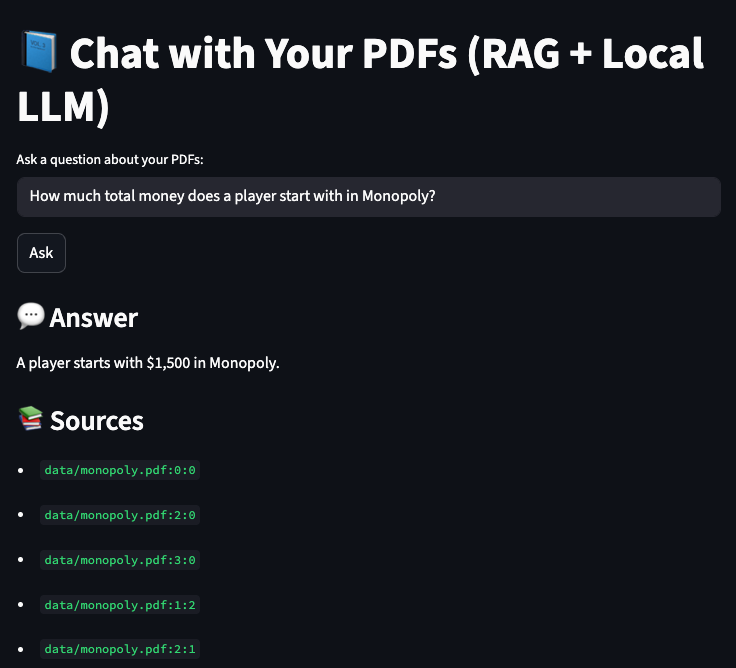 Chat with Your PDFs (RAG + Local
LLM)
Ask a question about your PDFs:
How much total money does a player start with in Monopoly?
Ask
Answer
A player starts with $1,500 in Monopoly.
Sources
data/monopoly.pdf:0:0
data/monopoly.pdf:2:0
data/monopoly.pdf:3:0
data/monopoly.pdf:1:2
data/monopoly.pdf:2:1